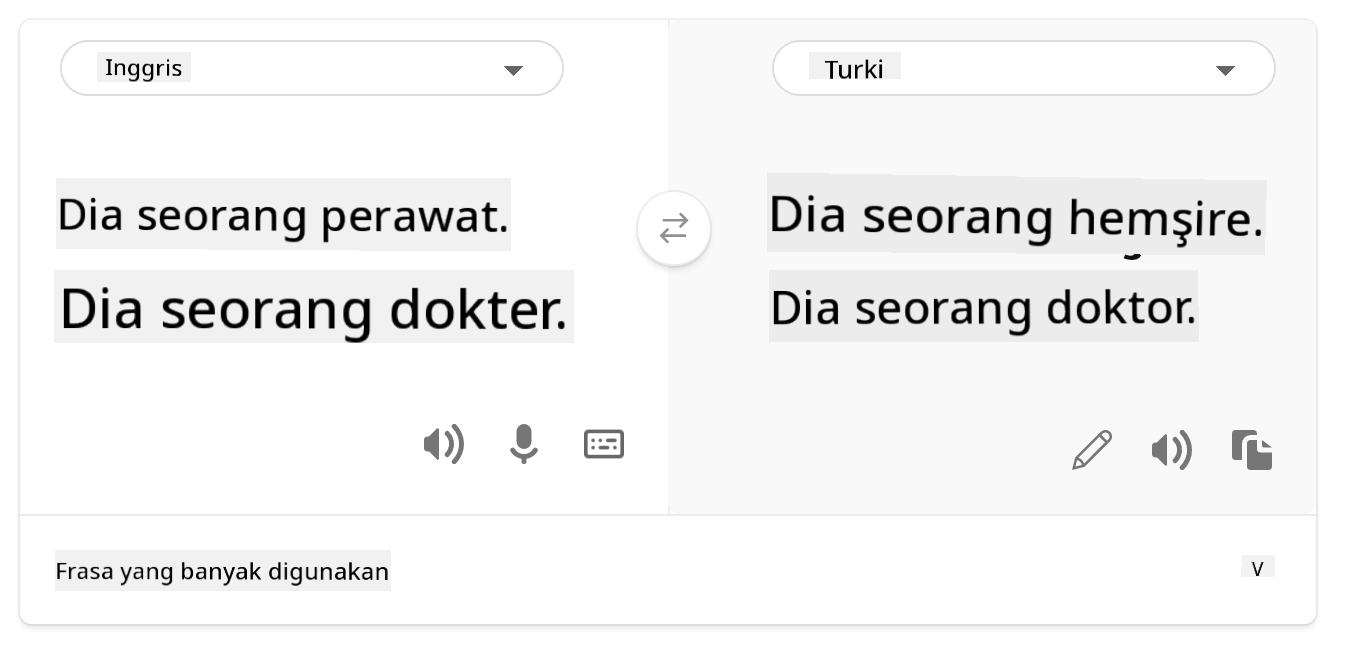 Inggris
Turki
Dia seorang perawat.
Dia seorang dokter.
Dia seorang hemşire.
Dia seorang doktor.
Frasa yang banyak digunakan
V